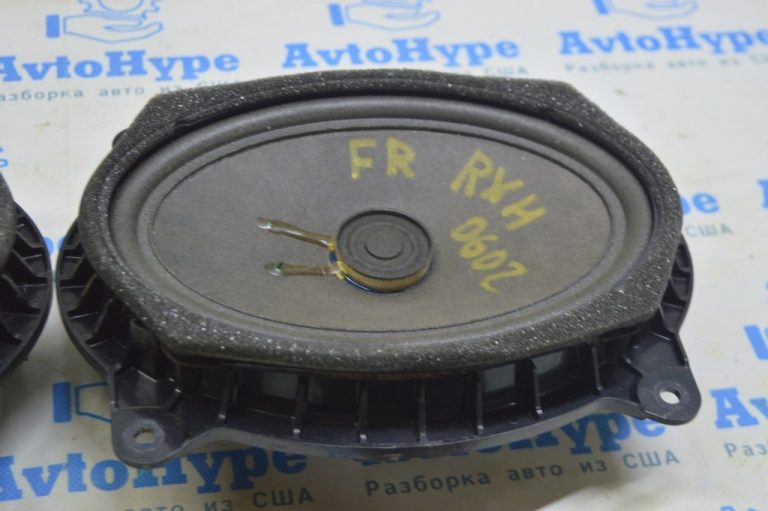 AvtoHype
Разборка авто из США
AvtoHype
AvtoHype
Разборка авто из США
FR RXH
0602
США
AvtoHype
AvtoHype
Разборка авто из США